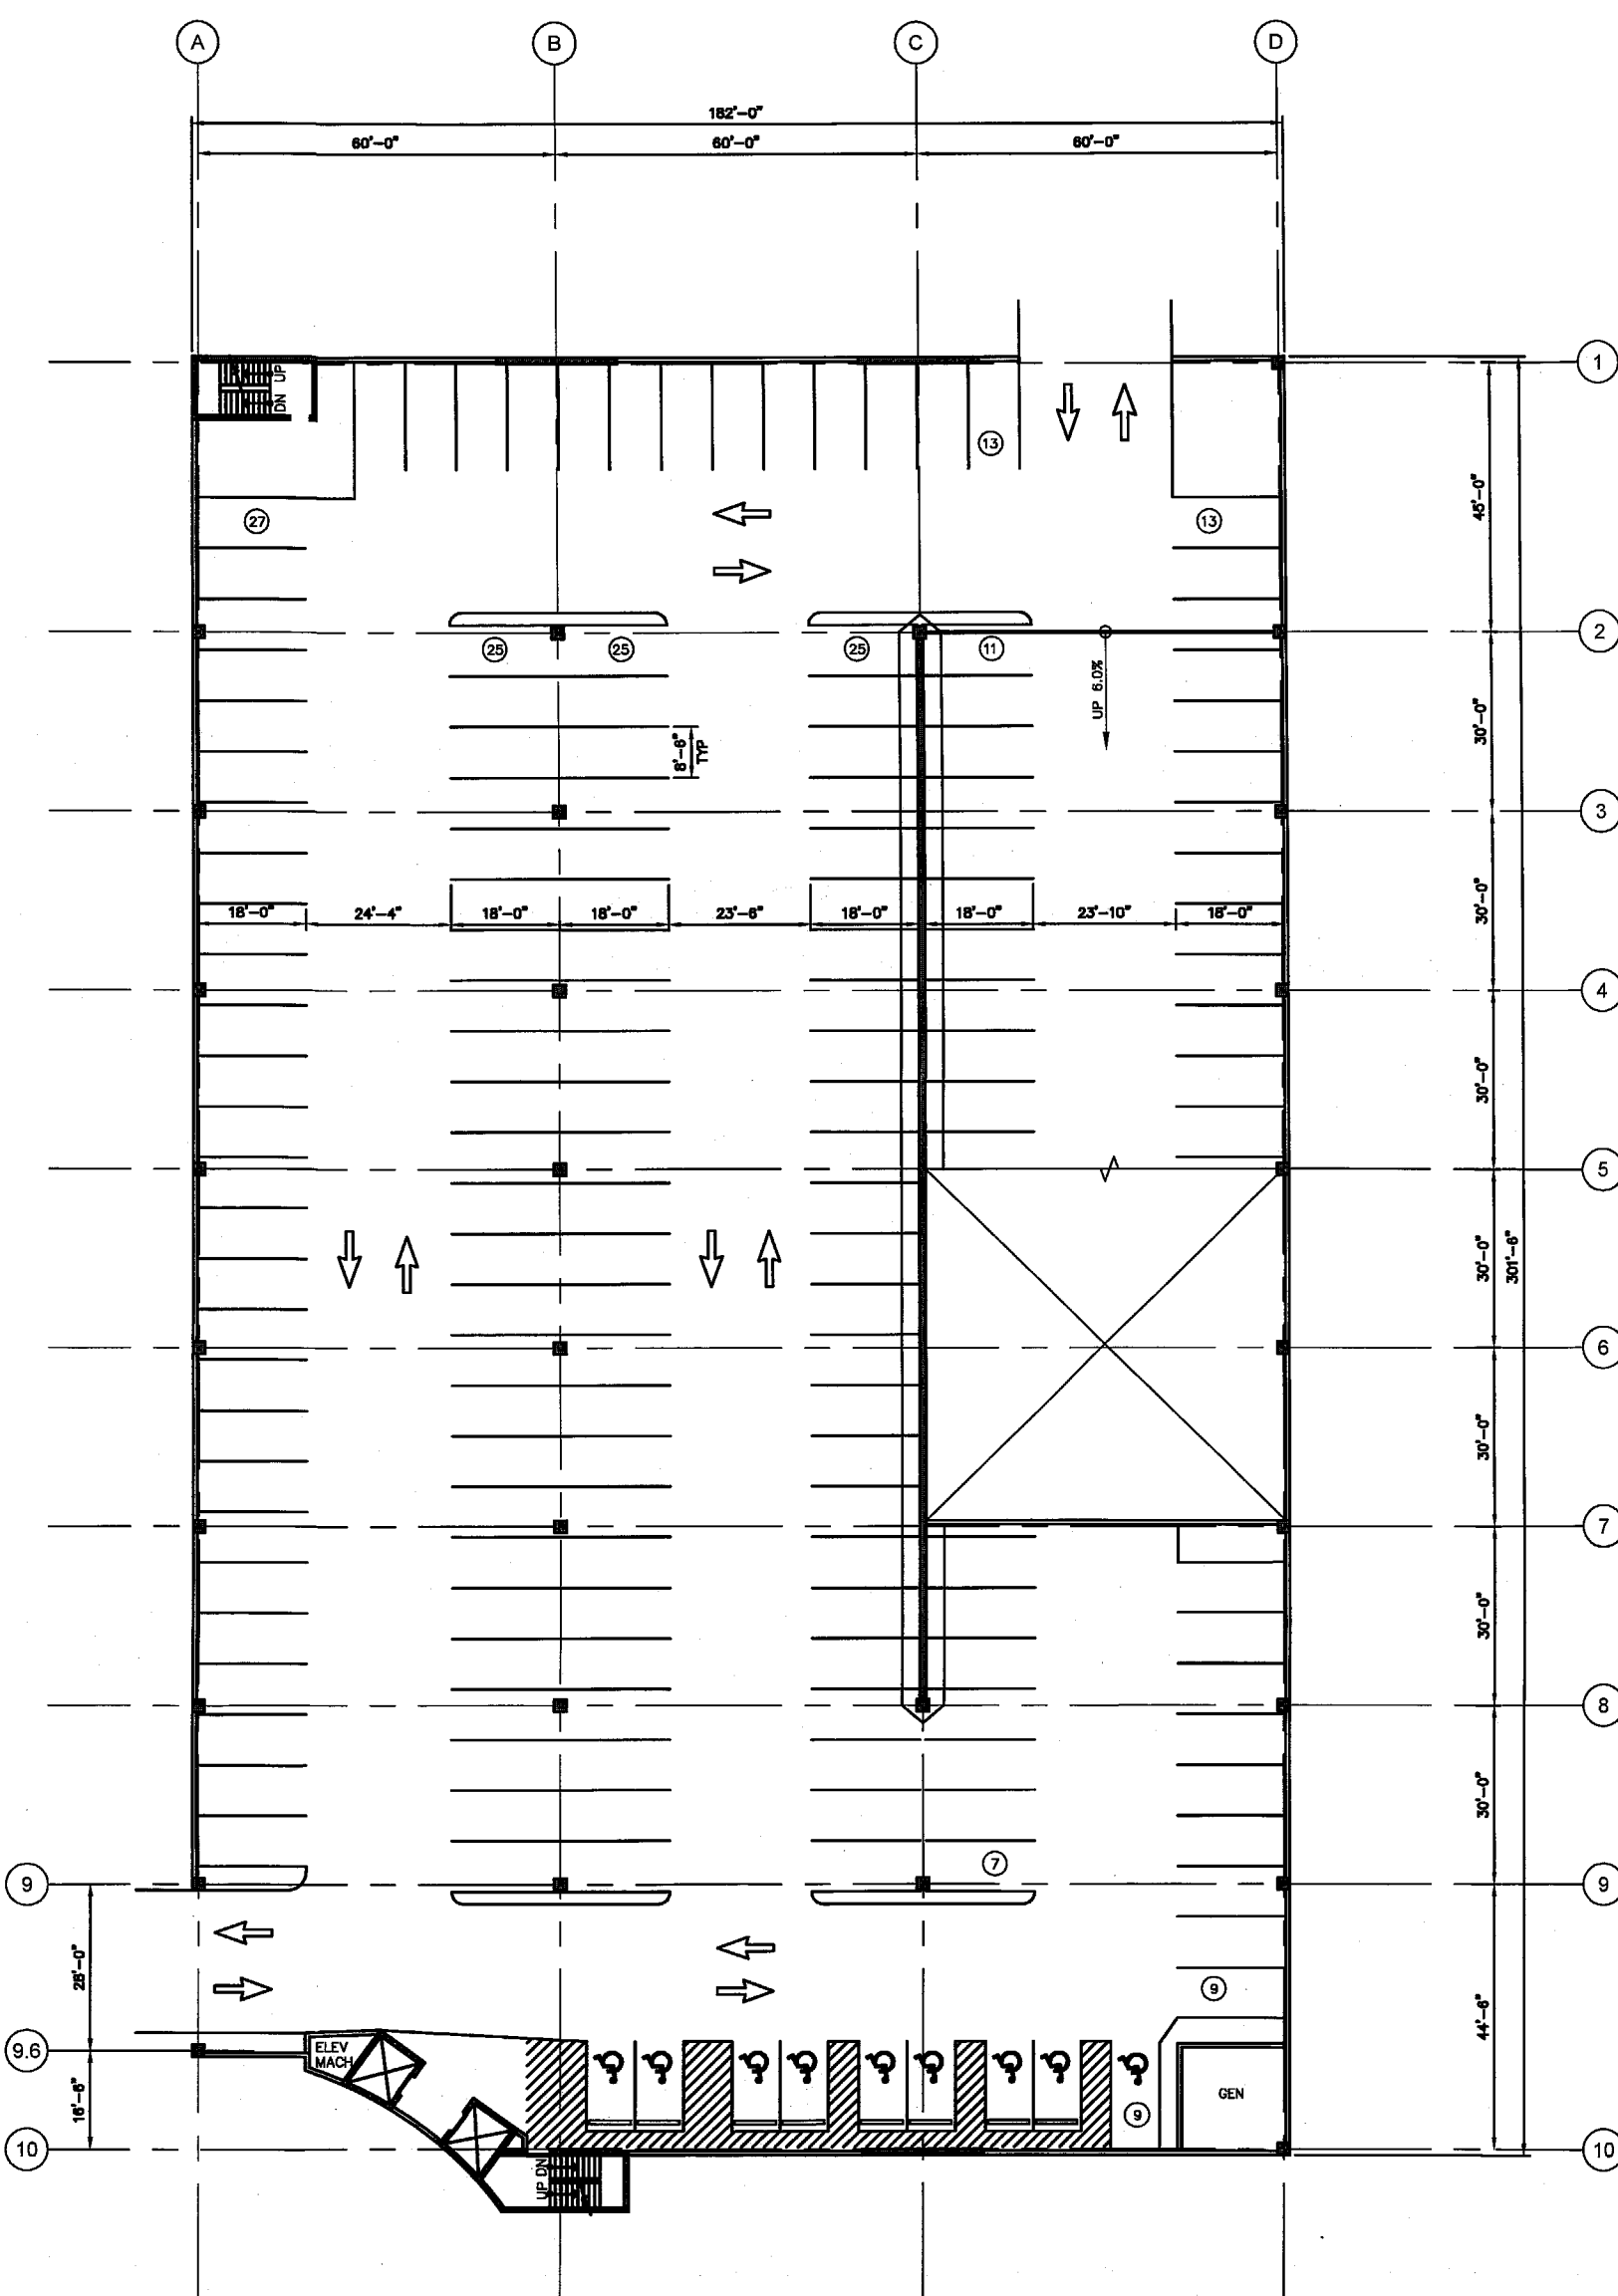 A B C D
182'-0"
60'-0" 60'-0" 60'-0"
1
UP
DN
13
45'-0"
27 13
2
25 25 25 11
UP 6.0%
30'-0"
8'-6"
TYP
3
30'-0"
18'-0" 24'-4" 18'-0" 18'-0" 23'-6" 18'-0" 18'-0" 23'-10" 18'-0"
4
30'-0"
5
30'-0"
301'-6"
6
30'-0"
7
30'-0"
8
30'-0"
7
9 9
28'-0"
9
44'-6"
9.6
ELEV
MACH
16'-6"
GEN
9
10 10
UP DN